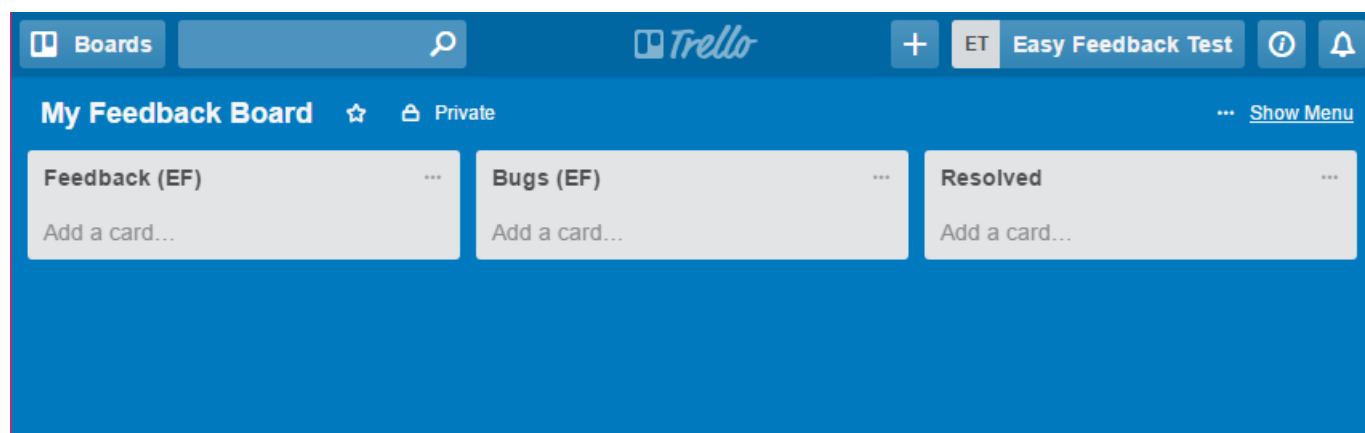 Boards Trello + ET Easy Feedback Test
My Feedback Board Private ... Show Menu
Feedback (EF) ... Bugs (EF) ... Resolved ...
Add a card... Add a card... Add a card...